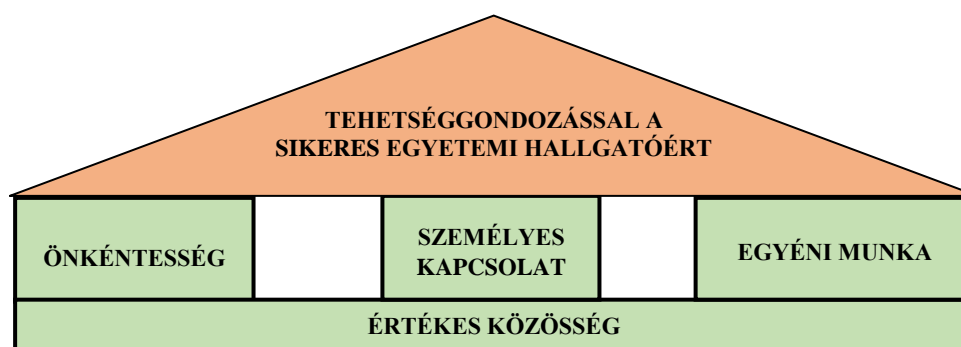 TEHETSÉGGONDOZÁSSAL A
SIKERES EGYETEMI HALLGATÓÉRT
ÖNKÉNTESSÉG
SZEMÉLYES
KAPCSOLAT
EGYÉNI MUNKA
ÉRTÉKES KÖZÖSSÉG